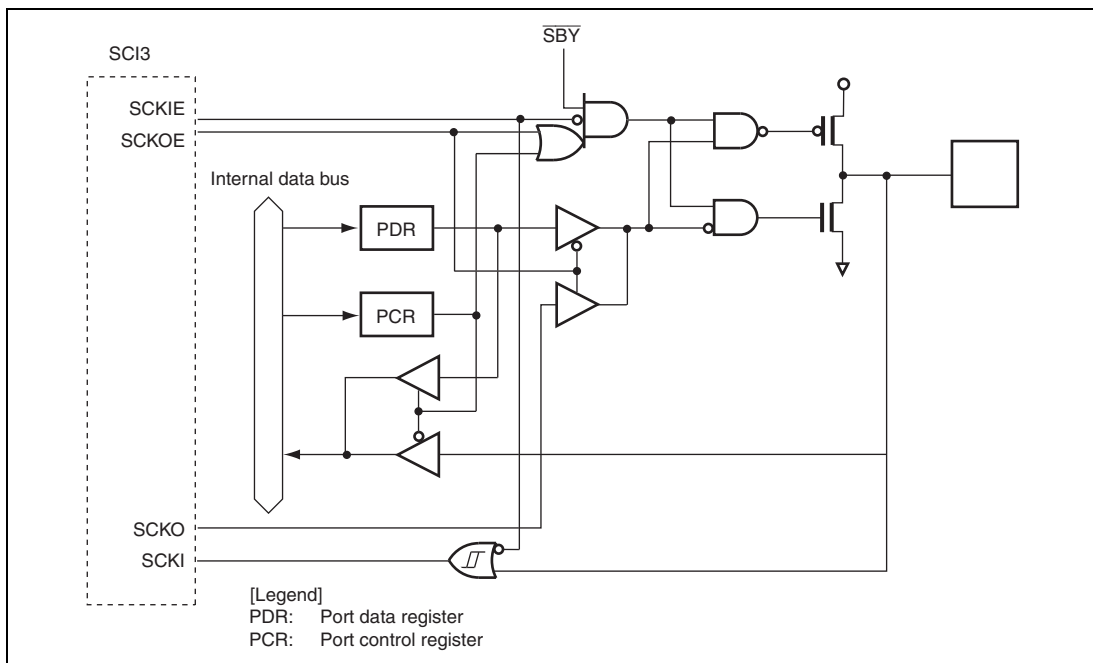 SBY
SCI3
SCKIE
SCKOE
Internal data bus
PDR
PCR
SCKO
SCKI
[Legend]
PDR: Port data register
PCR: Port control register